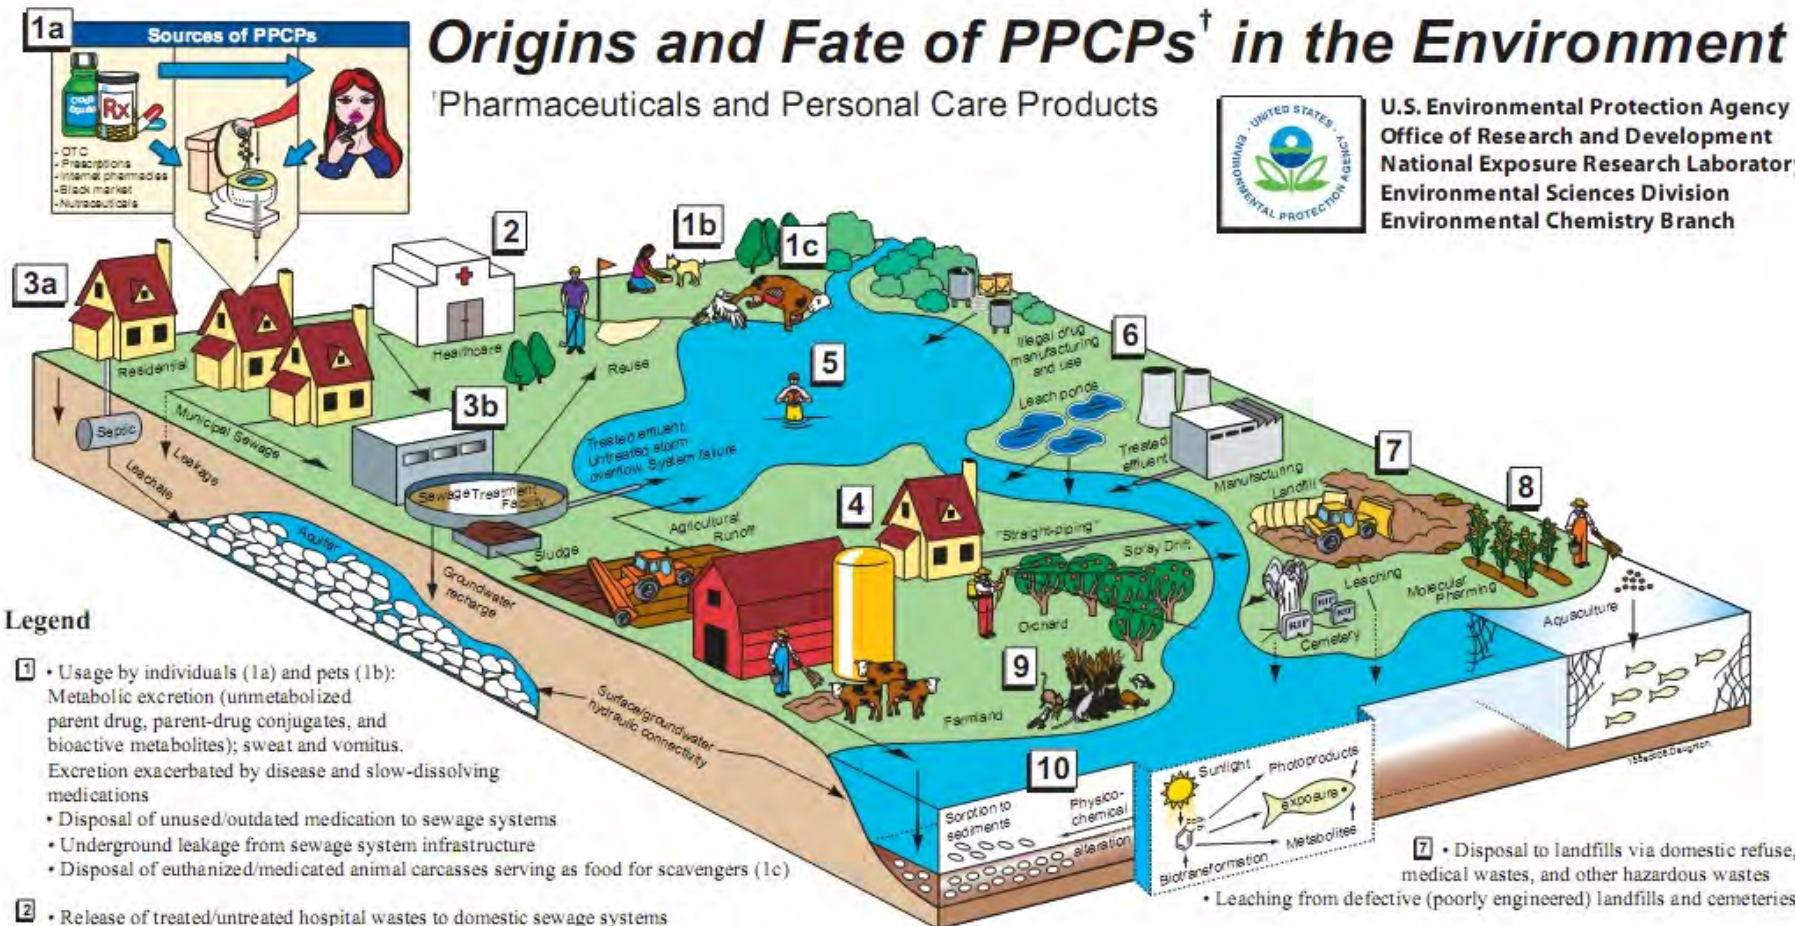 1a
Sources of PPCPs
Rx
- OTC
- Prescriptions
- Internet pharmacies
- Black market
- Nutraceuticals
Origins and Fate of PPCPs† in the Environment
†Pharmaceuticals and Personal Care Products
UNITED STATES
ENVIRONMENTAL PROTECTION AGENCY
U.S. Environmental Protection Agency
Office of Research and Development
National Exposure Research Laboratory
Environmental Sciences Division
Environmental Chemistry Branch
3a
2
1b
1c
Residential
Healthcare
Reuse
5
Illegal drug
manufacturing
and use
6
Leach ponds
3b
Septic
Municipal Sewage
Leachate
Leakage
Sewage Treatment
Facility
Treated effluent,
untreated storm
overflow, System failure
Sludge
Agricultural
Runoff
4
Treated
effluent
Manufacturing
7
Landfill
8
"Straight-piping"
Spray Drift
Leaching
Molecular
Pharming
Aquaculture
RIP
RIP
RIP
Cemetery
Orchard
9
Farmland
Aquifer
Groundwater
recharge
Surface/groundwater
hydraulic connectivity
10
Sorption to
sediments
Physico-
chemical
alteration
Sunlight
Photoproducts
exposure
Metabolites
Biotransformation
Legend
1 • Usage by individuals (1a) and pets (1b):
Metabolic excretion (unmetabolized
parent drug, parent-drug conjugates, and
bioactive metabolites); sweat and vomitus.
Excretion exacerbated by disease and slow-dissolving
medications
• Disposal of unused/outdated medication to sewage systems
• Underground leakage from sewage system infrastructure
• Disposal of euthanized/medicated animal carcasses serving as food for scavengers (1c)
2 • Release of treated/untreated hospital wastes to domestic sewage systems
7 • Disposal to landfills via domestic refuse,
medical wastes, and other hazardous wastes
• Leaching from defective (poorly engineered) landfills and cemeteries